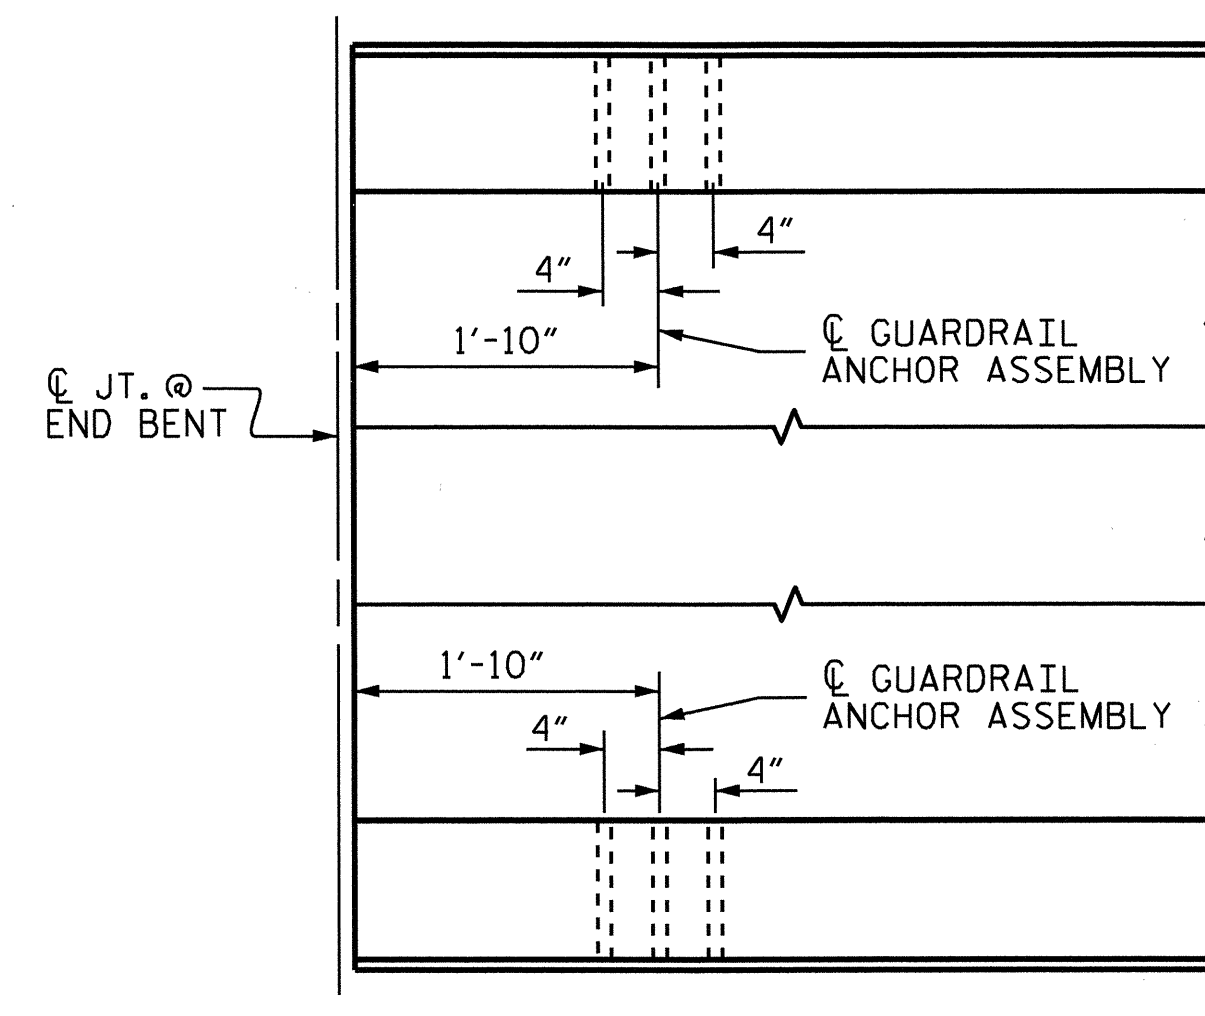 4"
4"
1'-10"
℄ GUARDRAIL
ANCHOR ASSEMBLY
℄ JT. @
END BENT
1'-10"
℄ GUARDRAIL
ANCHOR ASSEMBLY
4"
4"